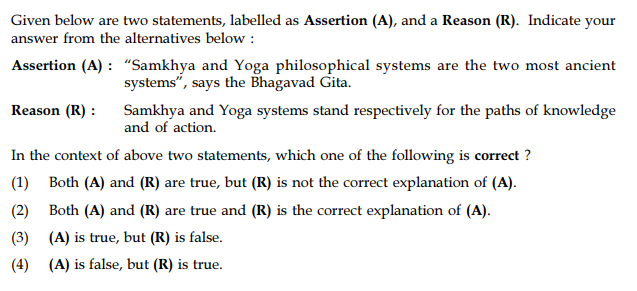 Given below are two statements, labelled as Assertion (A), and a Reason (R). Indicate your
answer from the alternatives below :
Assertion (A) : “Samkhya and Yoga philosophical systems are the two most ancient
systems”, says the Bhagavad Gita.
Reason (R) : Samkhya and Yoga systems stand respectively for the paths of knowledge
and of action.
In the context of above two statements, which one of the following is correct ?
(1) Both (A) and (R) are true, but (R) is not the correct explanation of (A).
(2) Both (A) and (R) are true and (R) is the correct explanation of (A).
(3) (A) is true, but (R) is false.
(4) (A) is false, but (R) is true.